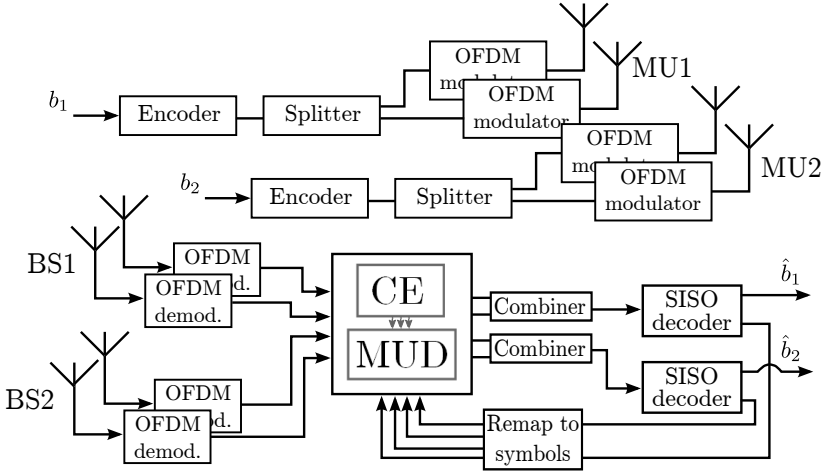 OFDM
MU1
OFDM
b1
Encoder
Splitter
modulator
OFDM
MU2
b2
OFDM
Encoder
Splitter
modulator
BS1
OFDM
d.
OFDM
demod.
CE
b̂1
Combiner
SISO
decoder
MUD
Combiner
b̂2
SISO
decoder
BS2
OFDM
d.
OFDM
demod.
Remap to
symbols